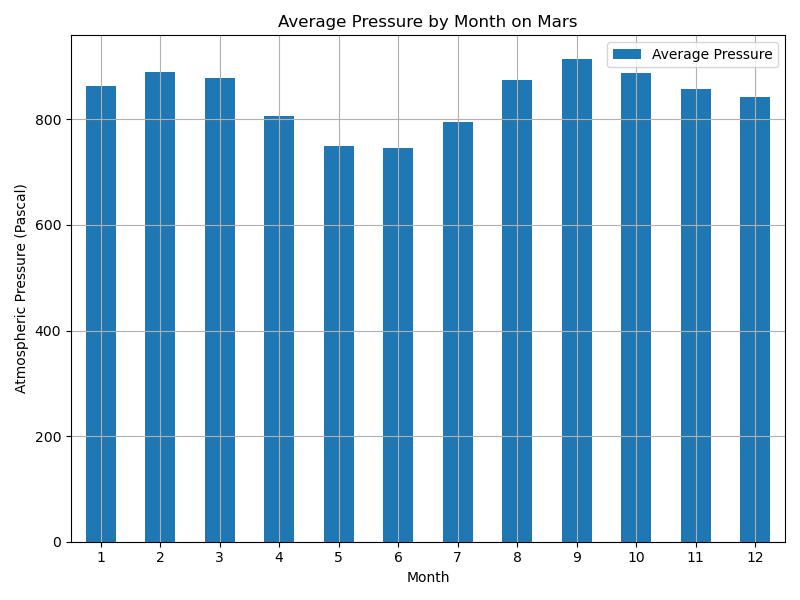 Average Pressure by Month on Mars
Average Pressure
Atmospheric Pressure (Pascal)
800
600
400
200
0
1 2 3 4 5 6 7 8 9 10 11 12
Month